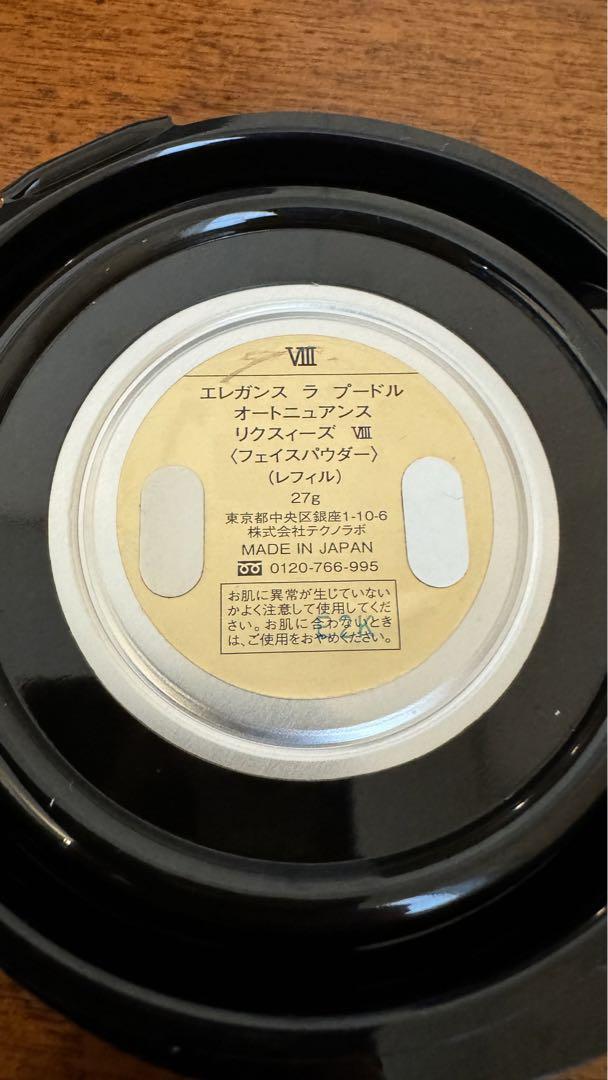 Ⅷ
エレガンス ラ プードル
オートニュアンス
リクスィーズ Ⅷ
〈フェイスパウダー〉
(レフィル)
27g
東京都中央区銀座1-10-6
株式会社テクノラボ
MADE IN JAPAN
0120-766-995
お肌に異常が生じていない
かよく注意して使用してくだ
さい。お肌に合わないとき
は、ご使用をおやめください。
E2K